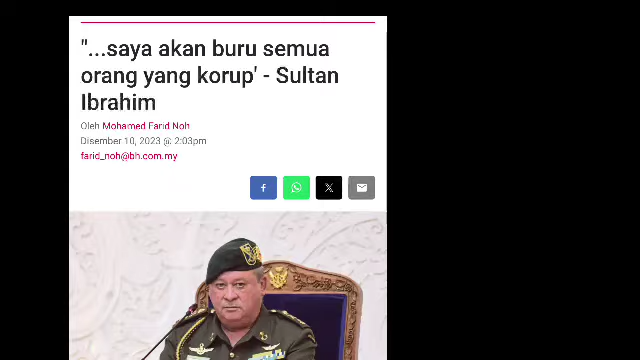 "...saya akan buru semua
orang yang korup' - Sultan
Ibrahim
Oleh Mohamed Farid Noh
Disember 10, 2023 @ 2:03pm
farid_noh@bh.com.my